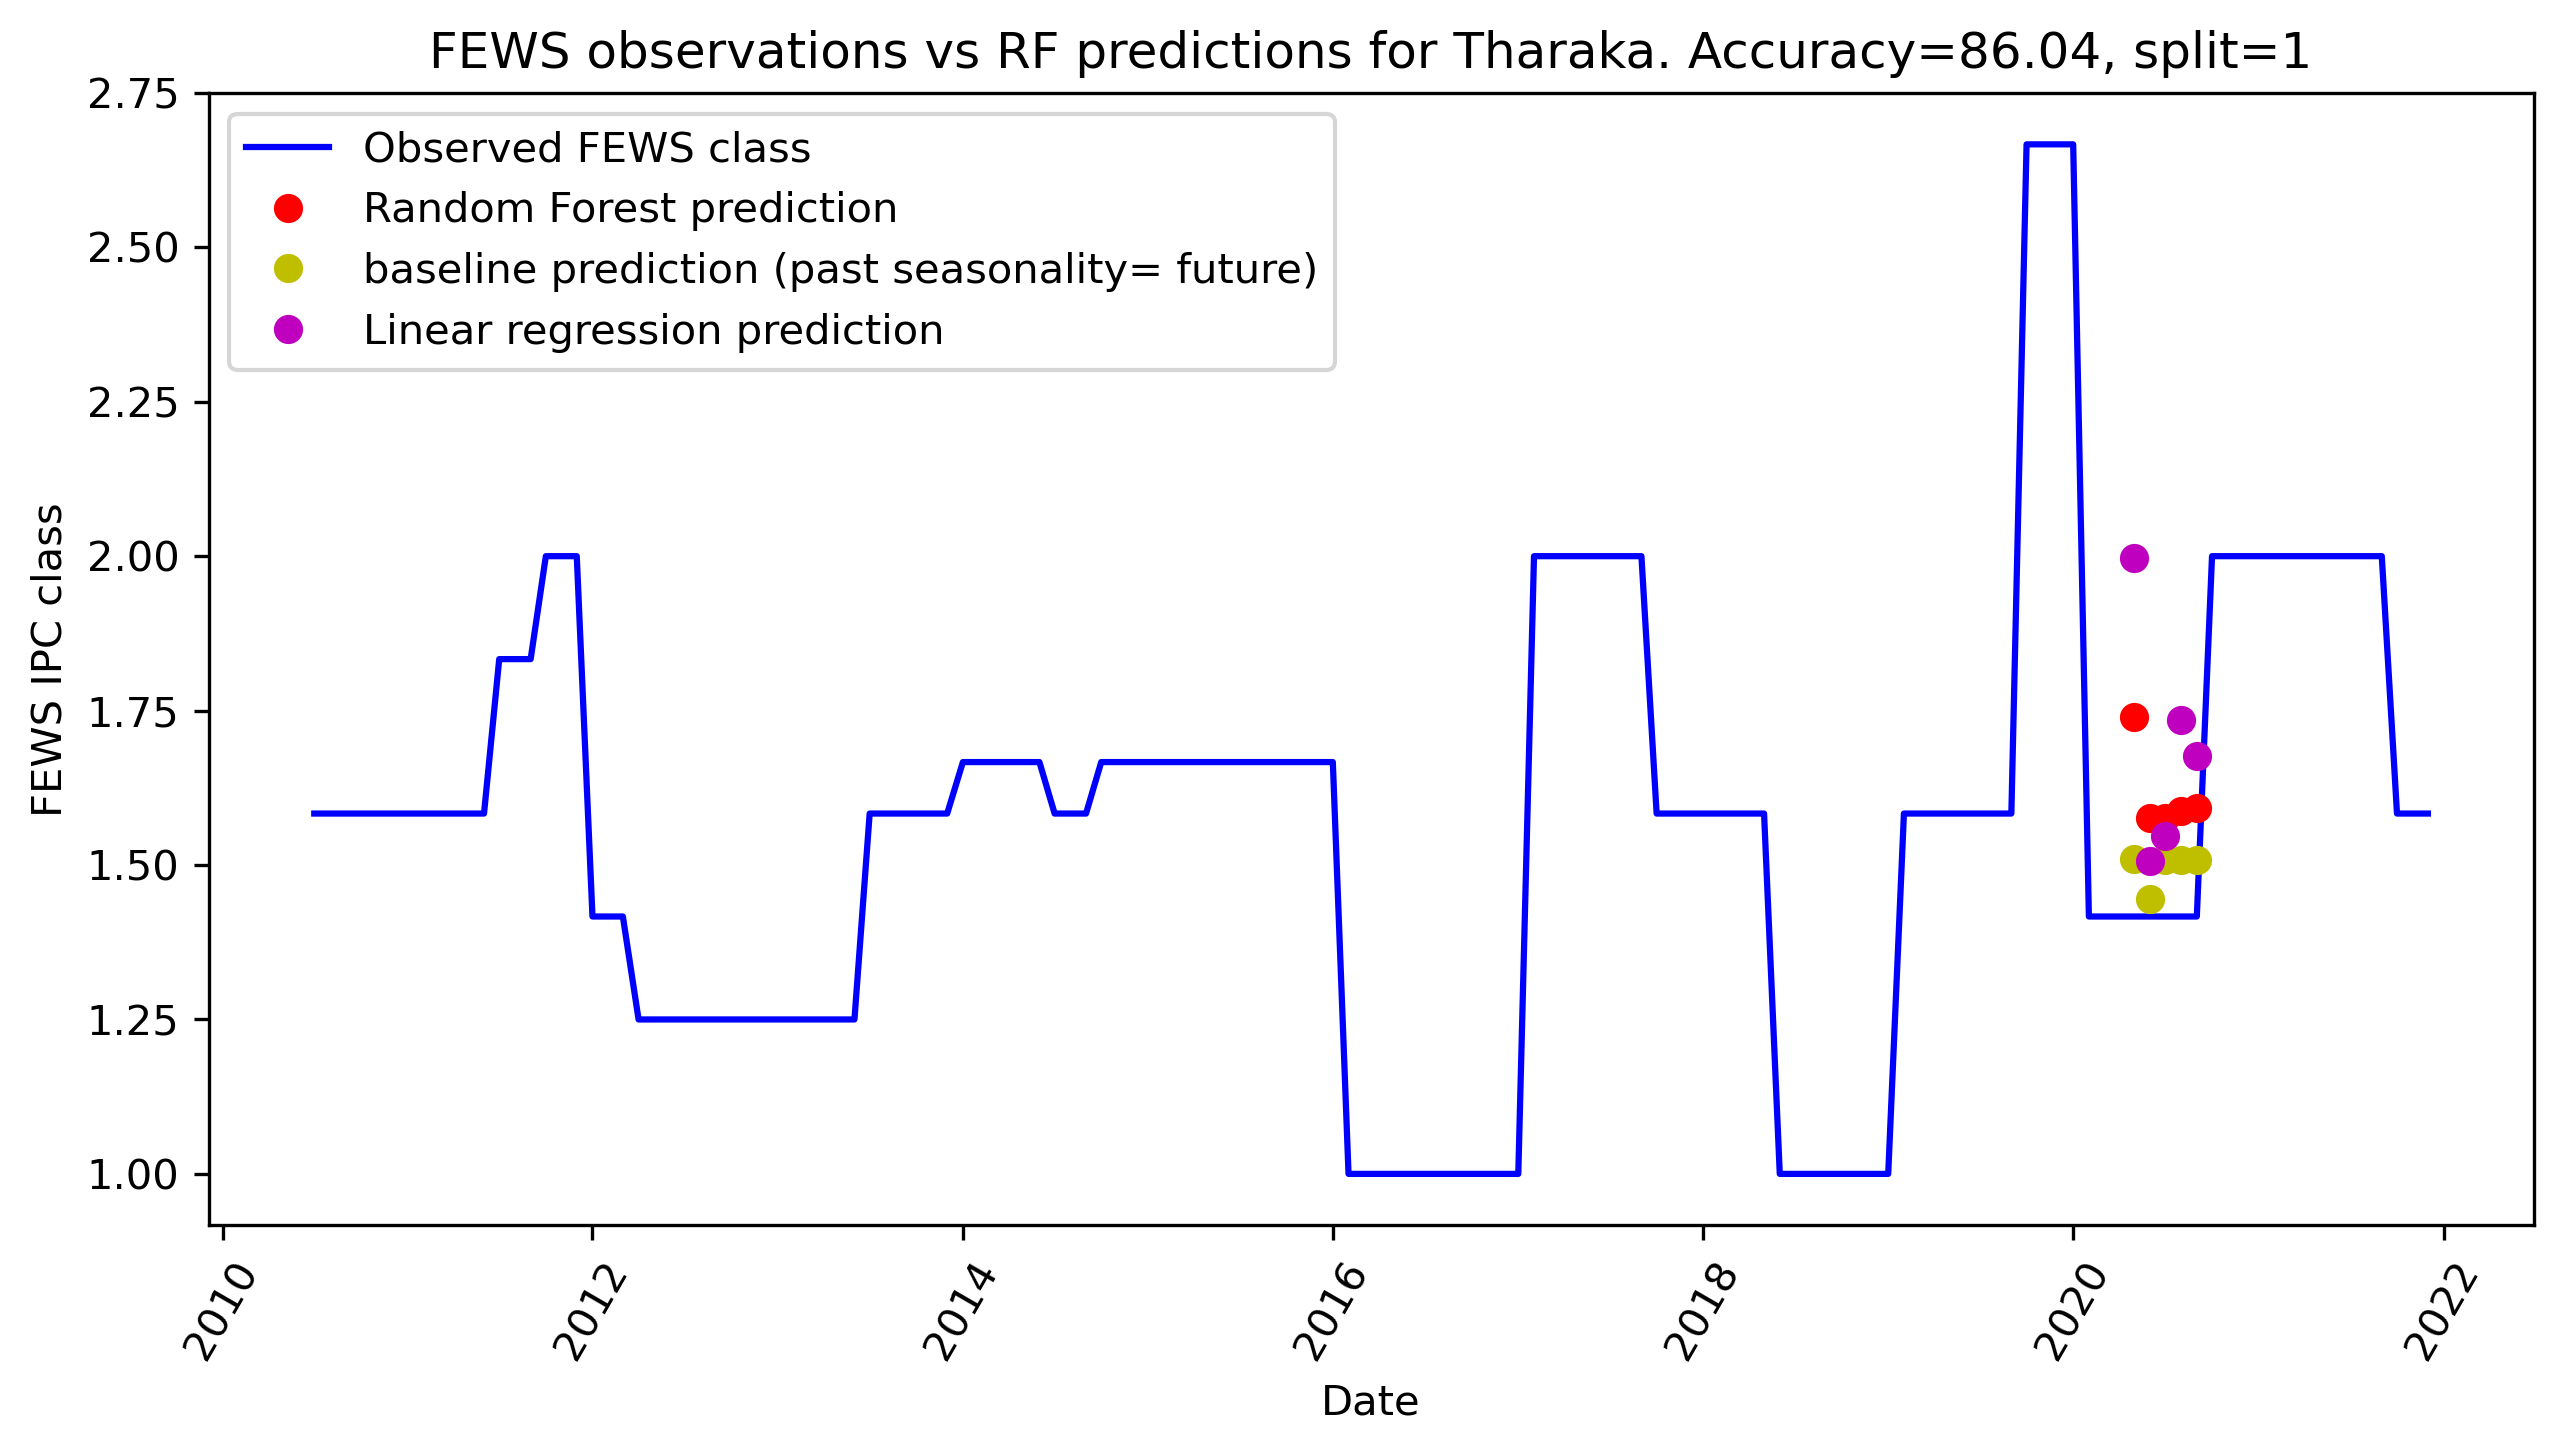 FEWS observations vs RF predictions for Tharaka. Accuracy=86.04, split=1
2.75
2.50
2.25
2.00
1.75
1.50
1.25
1.00
FEWS IPC class
Observed FEWS class
Random Forest prediction
baseline prediction (past seasonality= future)
Linear regression prediction
2010
2012
2014
2016
2018
2020
2022
Date